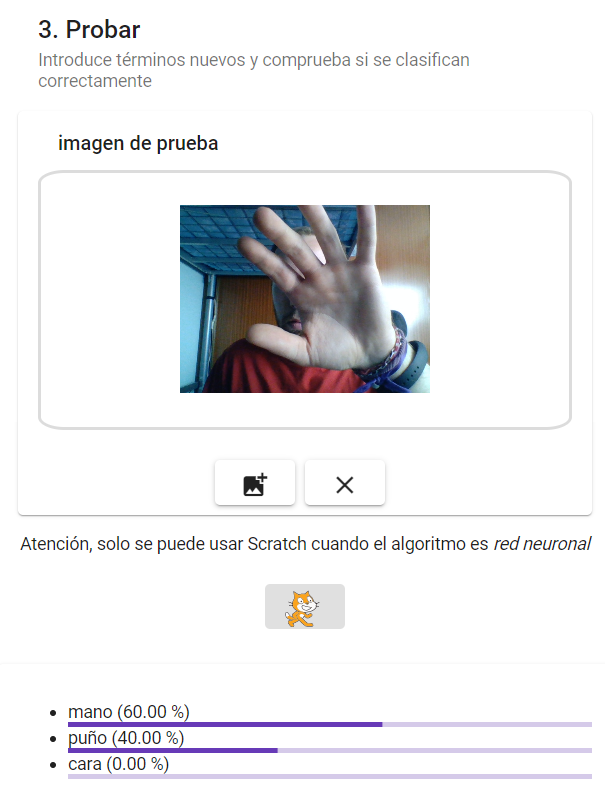 3. Probar
Introduce términos nuevos y comprueba si se clasifican
correctamente
imagen de prueba
Atención, solo se puede usar Scratch cuando el algoritmo es red neuronal
mano (60.00 %)
puño (40.00 %)
cara (0.00 %)